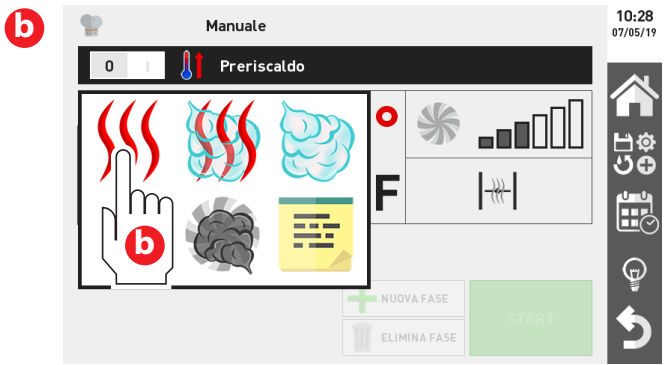 b
Manuale
10:28
07/05/19
0 I
Preriscaldo
F
b
NUOVA FASE
ELIMINA FASE
START